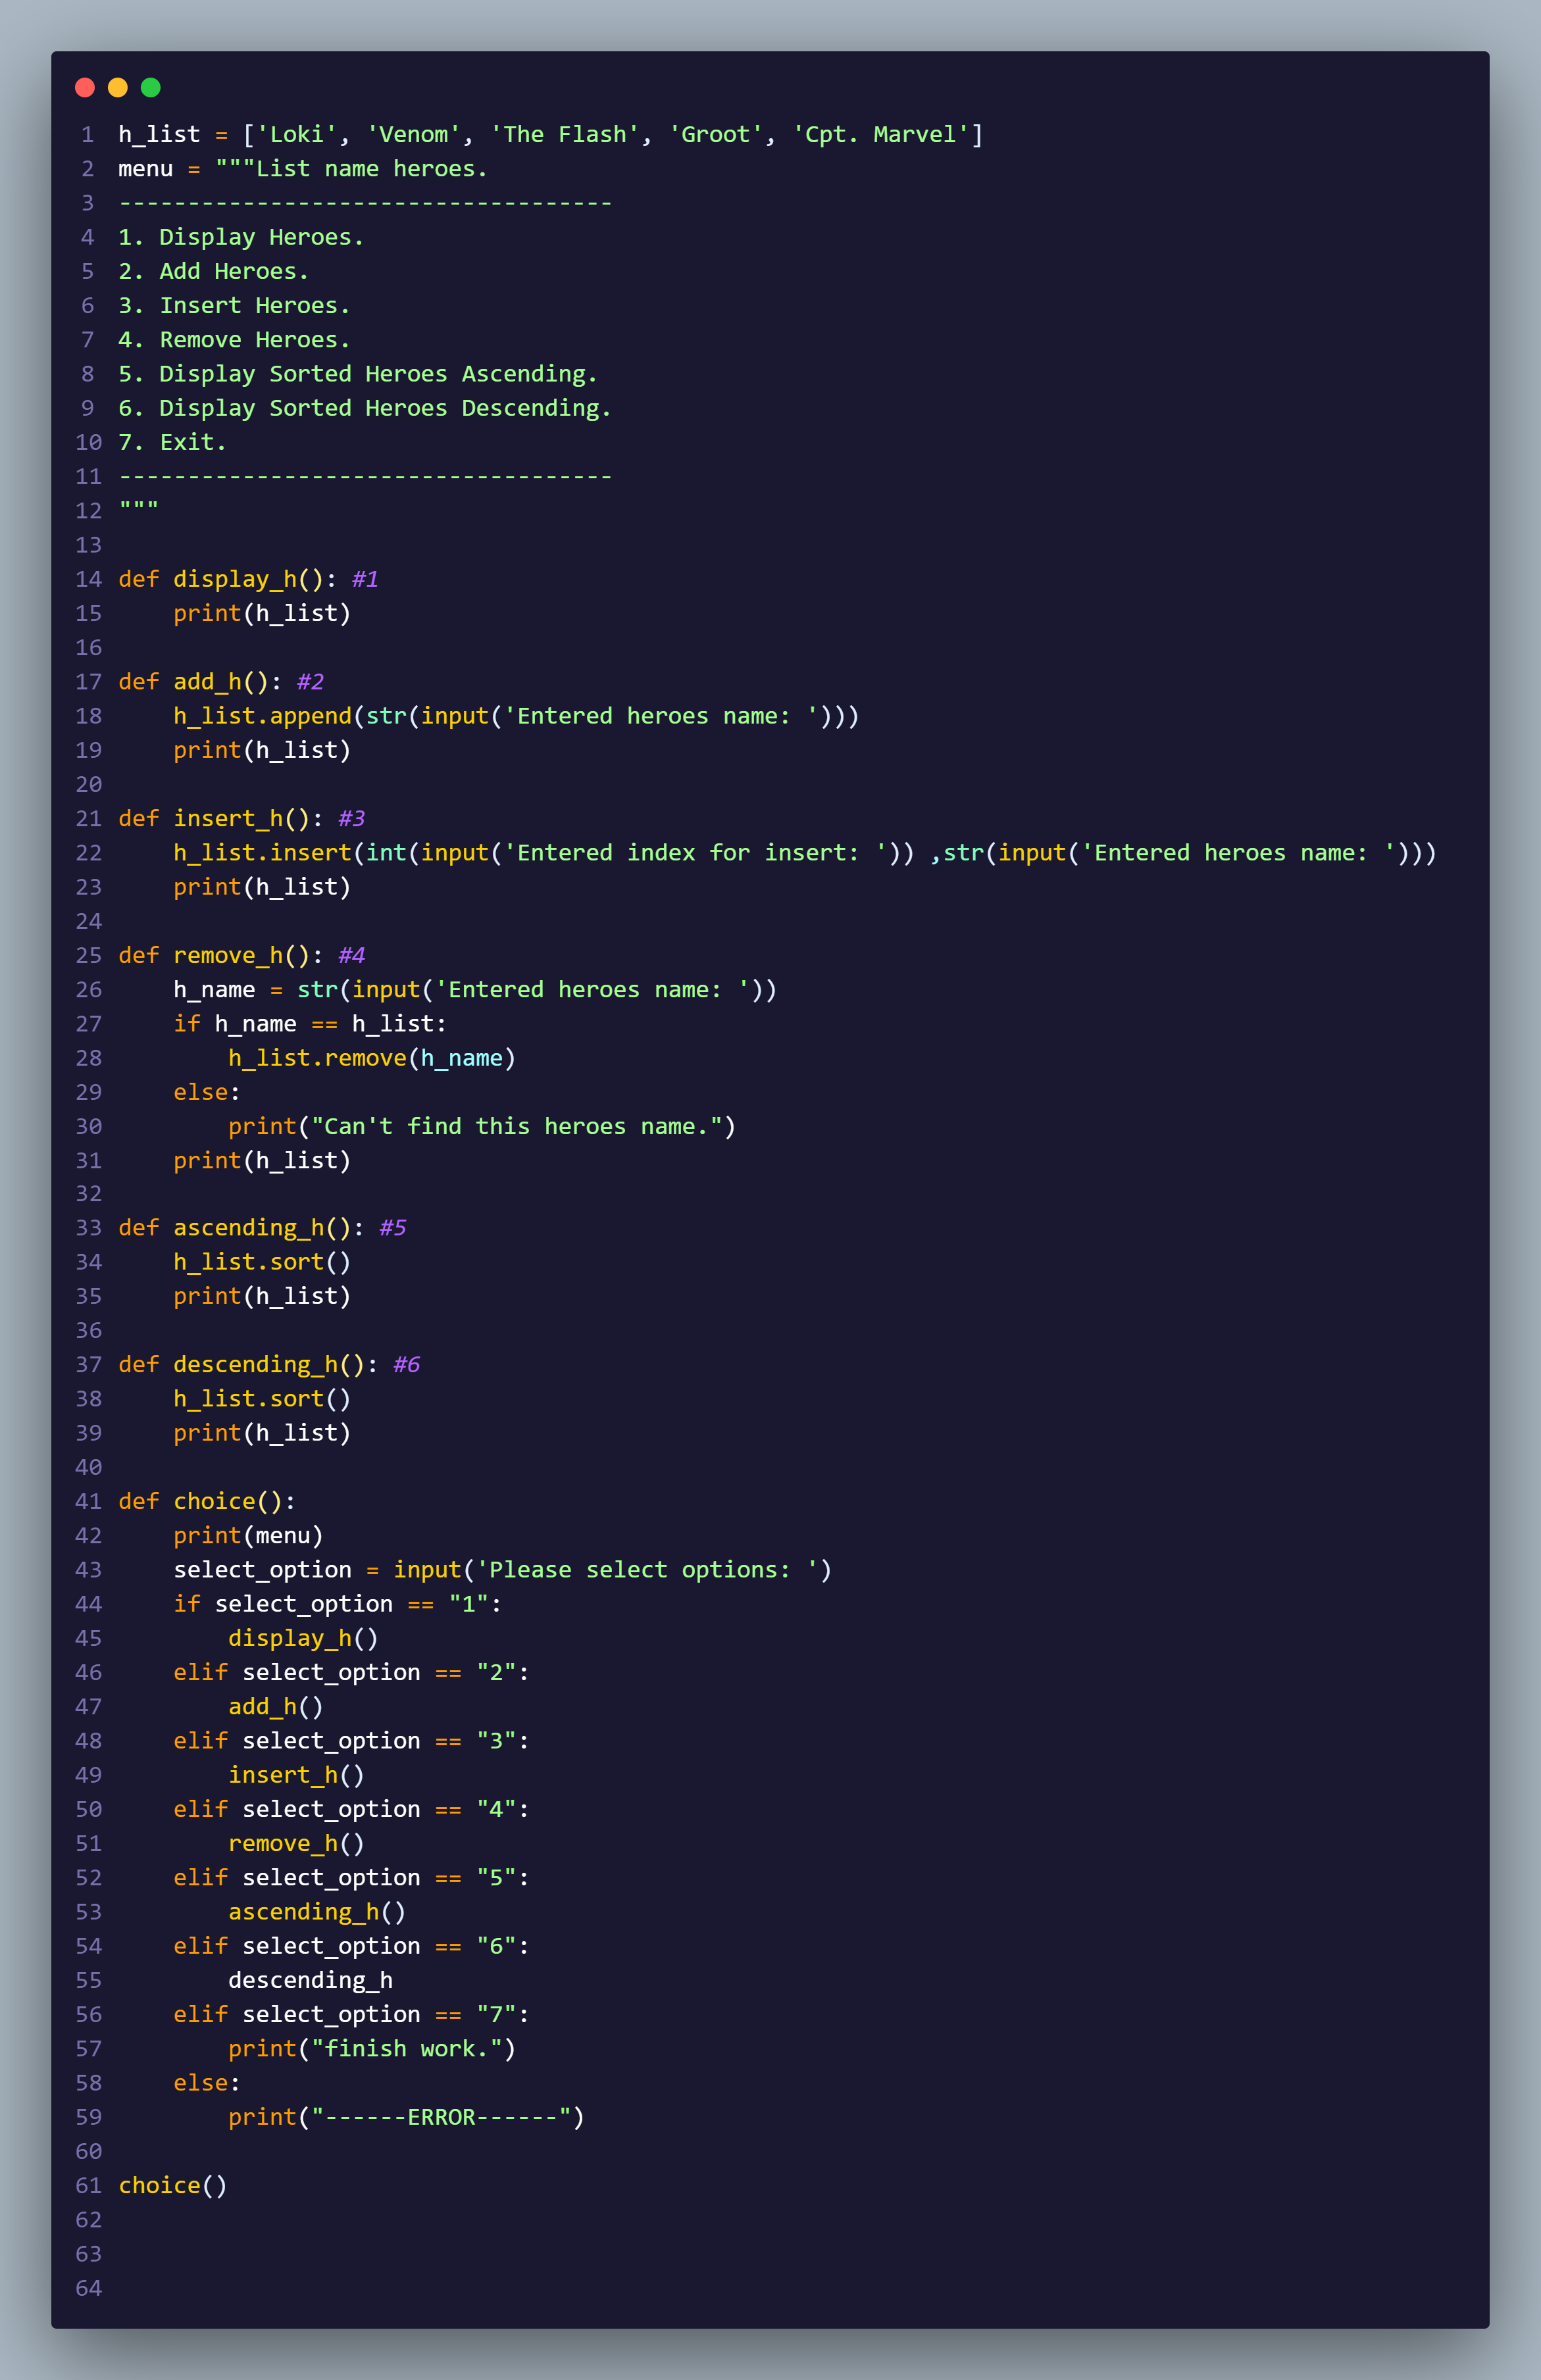 1 h_list = ['Loki', 'Venom', 'The Flash', 'Groot', 'Cpt. Marvel']
2 menu = """List name heroes.
3 ------------------------------------
4 1. Display Heroes.
5 2. Add Heroes.
6 3. Insert Heroes.
7 4. Remove Heroes.
8 5. Display Sorted Heroes Ascending.
9 6. Display Sorted Heroes Descending.
10 7. Exit.
11 ------------------------------------
12 """
13
14 def display_h(): #1
15     print(h_list)
16
17 def add_h(): #2
18     h_list.append(str(input('Entered heroes name: ')))
19     print(h_list)
20
21 def insert_h(): #3
22     h_list.insert(int(input('Entered index for insert: ')) ,str(input('Entered heroes name: ')))
23     print(h_list)
24
25 def remove_h(): #4
26     h_name = str(input('Entered heroes name: '))
27     if h_name == h_list:
28         h_list.remove(h_name)
29     else:
30         print("Can't find this heroes name.")
31     print(h_list)
32
33 def ascending_h(): #5
34     h_list.sort()
35     print(h_list)
36
37 def descending_h(): #6
38     h_list.sort()
39     print(h_list)
40
41 def choice():
42     print(menu)
43     select_option = input('Please select options: ')
44     if select_option == "1":
45         display_h()
46     elif select_option == "2":
47         add_h()
48     elif select_option == "3":
49         insert_h()
50     elif select_option == "4":
51         remove_h()
52     elif select_option == "5":
53         ascending_h()
54     elif select_option == "6":
55         descending_h
56     elif select_option == "7":
57         print("finish work.")
58     else:
59         print("------ERROR------")
60
61 choice()
62
63
64